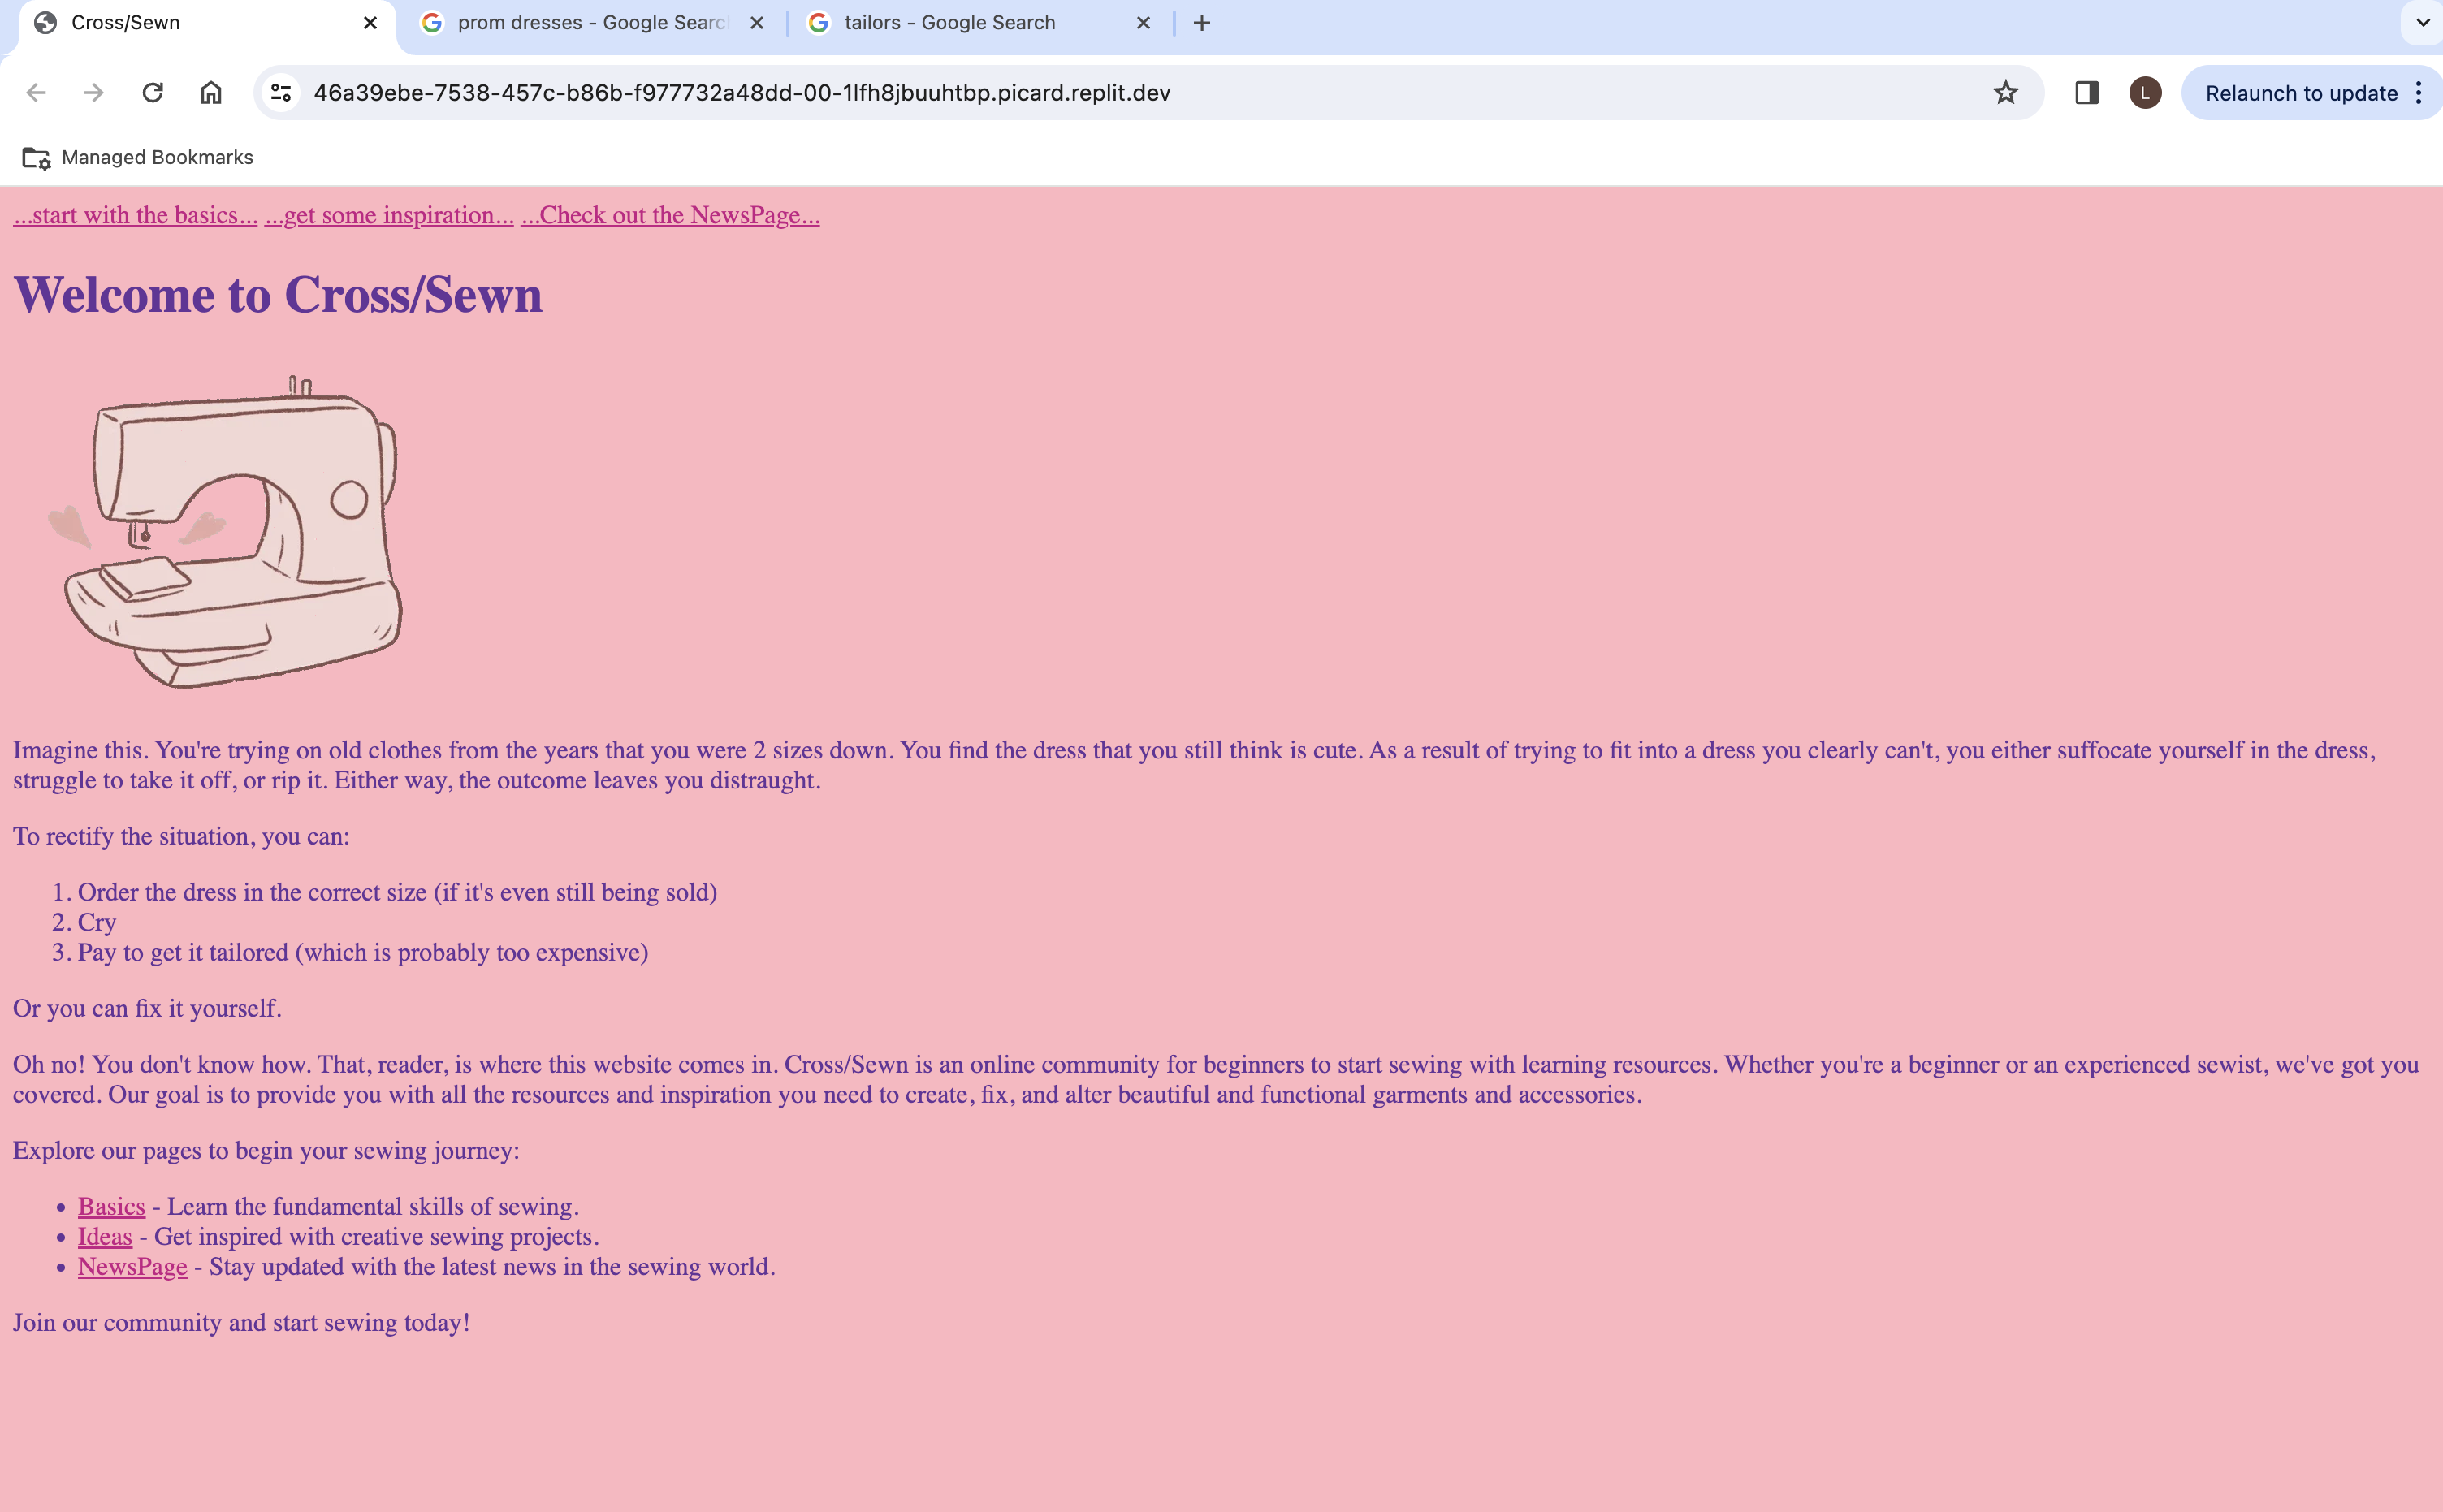 Cross/Sewn
prom dresses - Google Searc
tailors - Google Search
46a39ebe-7538-457c-b86b-f977732a48dd-00-1lfh8jbuuhtbp.picard.replit.dev
L
Relaunch to update
Managed Bookmarks
...start with the basics... ...get some inspiration... ...Check out the NewsPage...
Welcome to Cross/Sewn
Imagine this. You're trying on old clothes from the years that you were 2 sizes down. You find the dress that you still think is cute. As a result of trying to fit into a dress you clearly can't, you either suffocate yourself in the dress,
struggle to take it off, or rip it. Either way, the outcome leaves you distraught.
To rectify the situation, you can:
1. Order the dress in the correct size (if it's even still being sold)
2. Cry
3. Pay to get it tailored (which is probably too expensive)
Or you can fix it yourself.
Oh no! You don't know how. That, reader, is where this website comes in. Cross/Sewn is an online community for beginners to start sewing with learning resources. Whether you're a beginner or an experienced sewist, we've got you
covered. Our goal is to provide you with all the resources and inspiration you need to create, fix, and alter beautiful and functional garments and accessories.
Explore our pages to begin your sewing journey:
• Basics - Learn the fundamental skills of sewing.
• Ideas - Get inspired with creative sewing projects.
• NewsPage - Stay updated with the latest news in the sewing world.
Join our community and start sewing today!